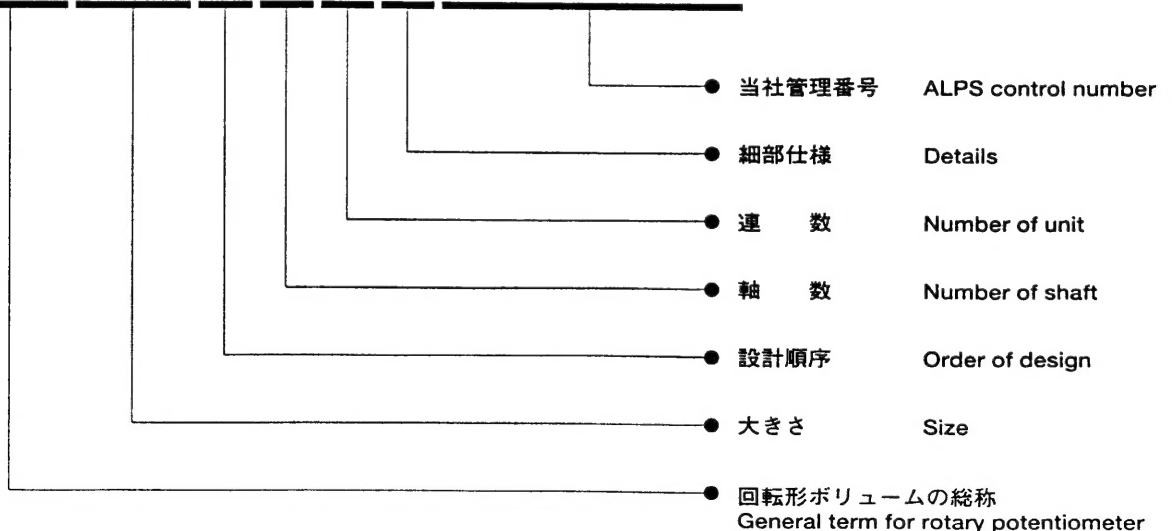 当社管理番号 ALPS control number
細部仕様 Details
連 数 Number of unit
軸 数 Number of shaft
設計順序 Order of design
大きさ Size
回転形ボリュームの総称
General term for rotary potentiometer